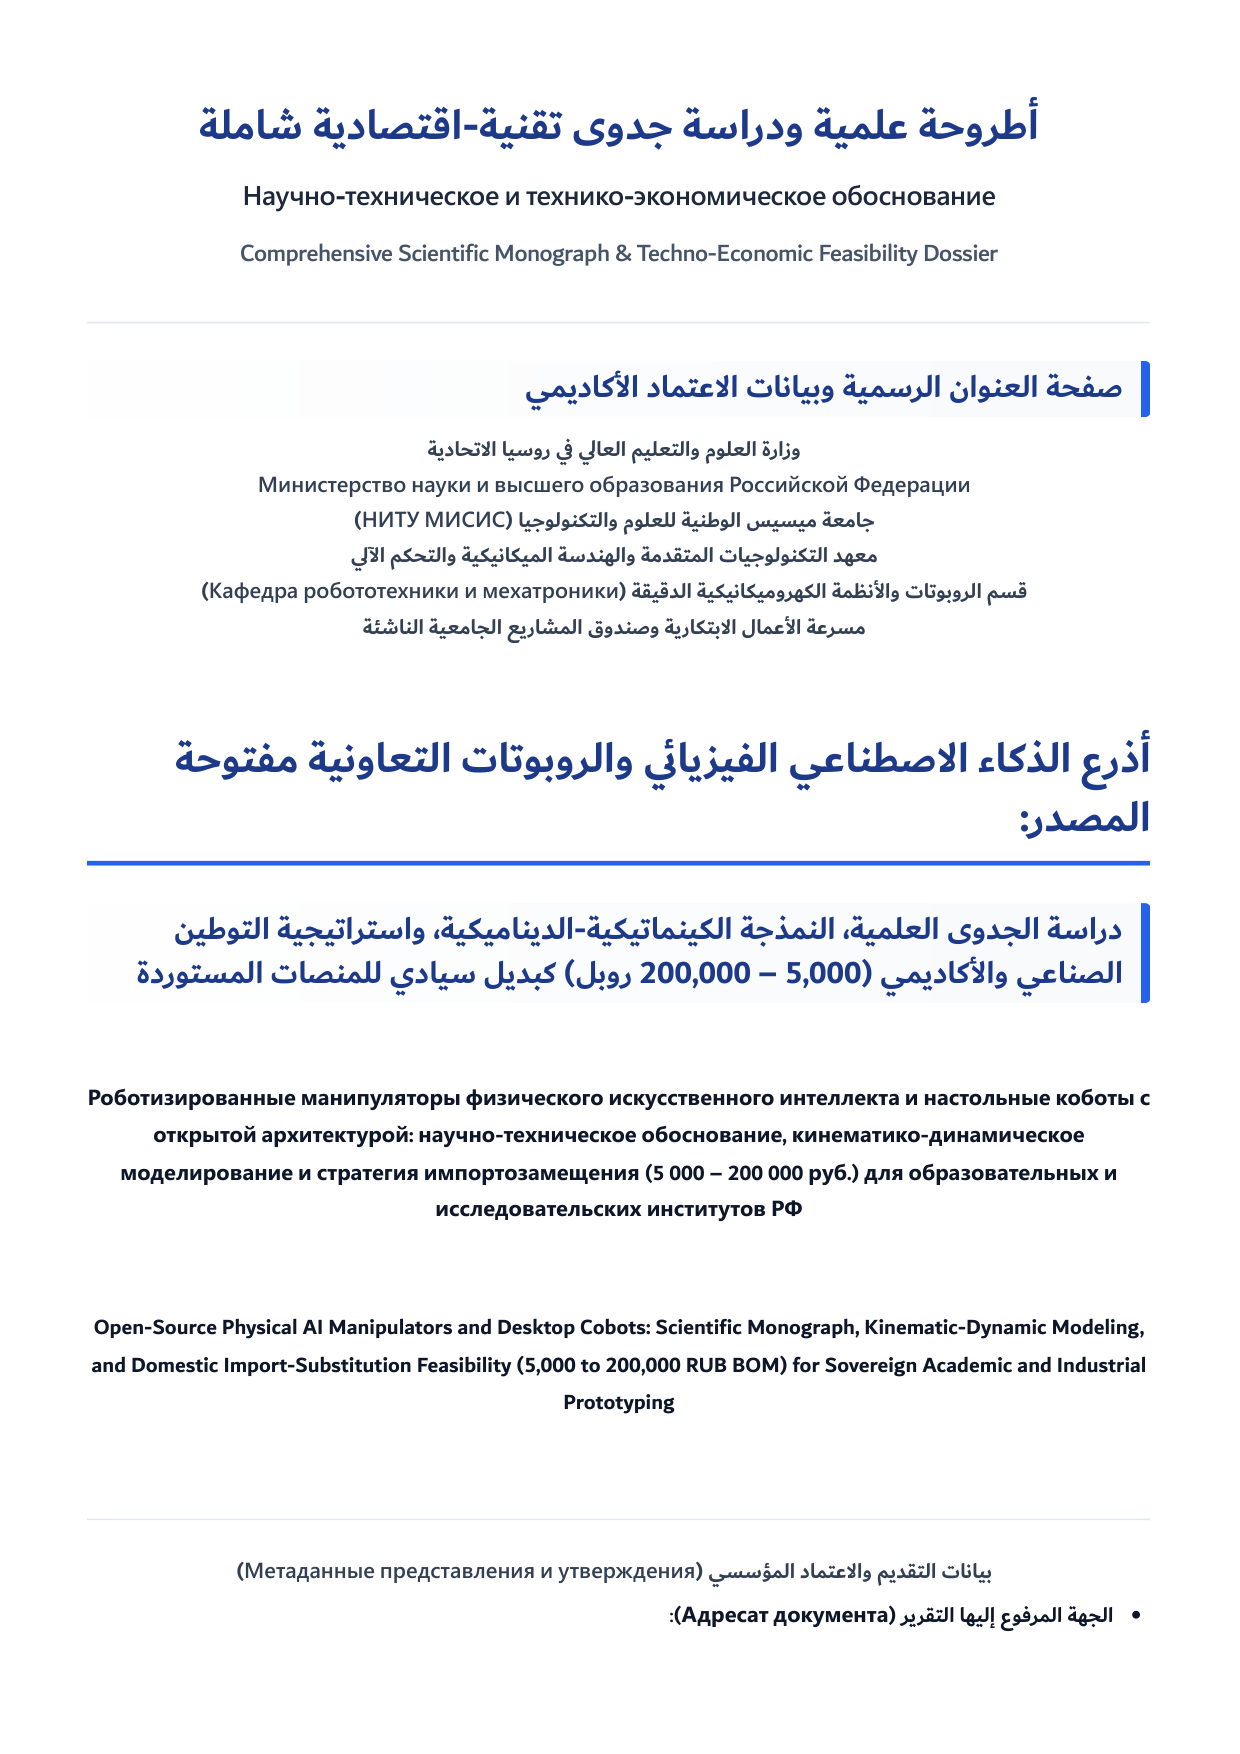 أطروحة علمية ودراسة جدوى تقنية-اقتصادية شاملة
Научно-техническое и технико-экономическое обоснование
Comprehensive Scientific Monograph & Techno-Economic Feasibility Dossier
صفحة العنوان الرسمية وبيانات الاعتماد الأكاديمي
وزارة العلوم والتعليم العالي في روسيا الاتحادية
Министерство науки и высшего образования Российской Федерации
جامعة ميسيس الوطنية للعلوم والتكنولوجيا (НИТУ МИСИС)
معهد التكنولوجيات المتقدمة والهندسة الميكانيكية والتحكم الآلي
قسم الروبوتات والأنظمة الكهروميكانيكية الدقيقة (Кафедра робототехники и мехатроники)
مسرعة الأعمال الابتكارية وصندوق المشاريع الجامعية الناشئة
أذرع الذكاء الاصطناعي الفيزيائي والروبوتات التعاونية مفتوحة
المصدر:
دراسة الجدوى العلمية، النمذجة الكينماتيكية-الديناميكية، واستراتيجية التوطين
الصناعي والأكاديمي (5,000 – 200,000 روبل) كبديل سيادي للمنصات المستوردة
Роботизированные манипуляторы физического искусственного интеллекта и настольные коботы с
открытой архитектурой: научно-техническое обоснование, кинематико-динамическое
моделирование и стратегия импортозамещения (5 000 – 200 000 руб.) для образовательных и
исследовательских институтов РФ
Open-Source Physical AI Manipulators and Desktop Cobots: Scientific Monograph, Kinematic-Dynamic Modeling,
and Domestic Import-Substitution Feasibility (5,000 to 200,000 RUB BOM) for Sovereign Academic and Industrial
Prototyping
بيانات التقديم والاعتماد المؤسسي (Метаданные представления и утверждения)
• الجهة المرفوع إليها التقرير (Адресат документа):